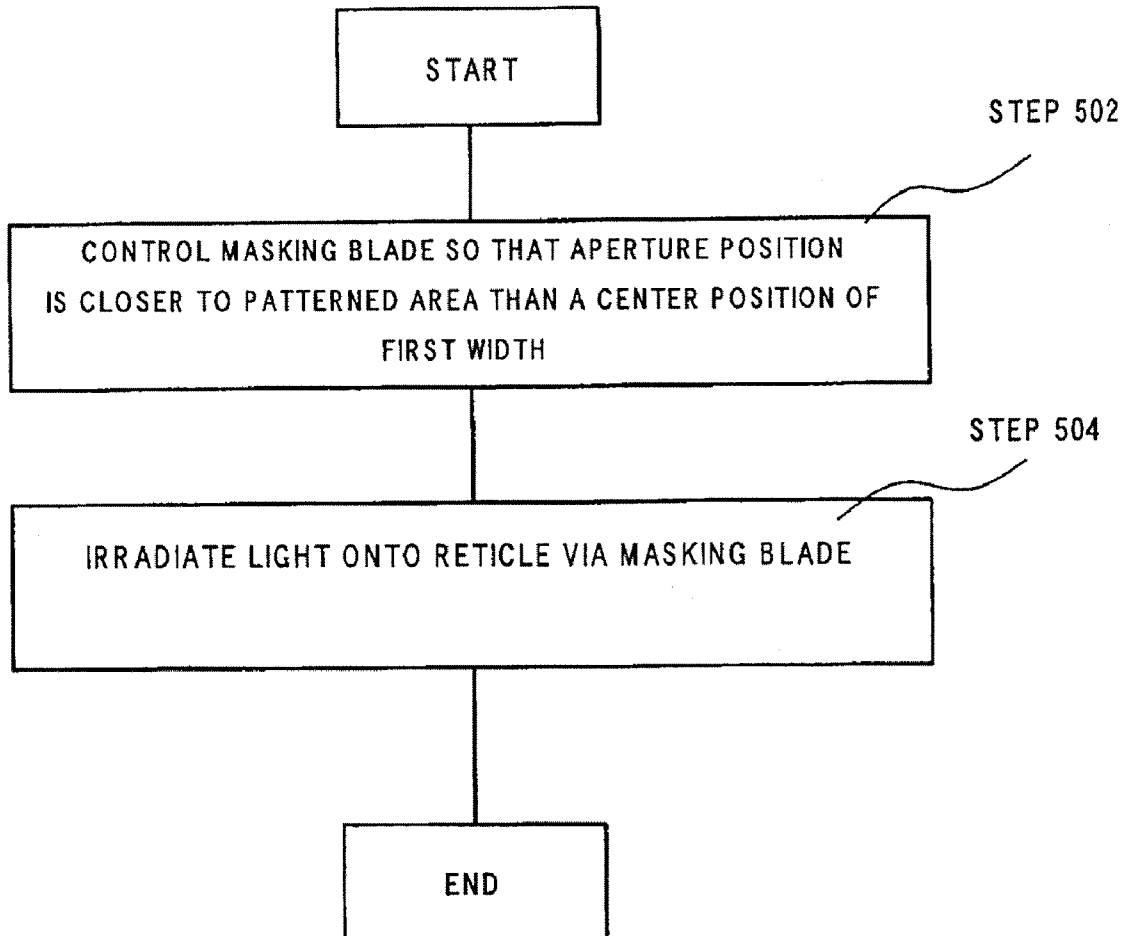 START
STEP 502
CONTROL MASKING BLADE SO THAT APERTURE POSITION
IS CLOSER TO PATTERNED AREA THAN A CENTER POSITION OF
FIRST WIDTH
STEP 504
IRRADIATE LIGHT ONTO RETICLE VIA MASKING BLADE
END